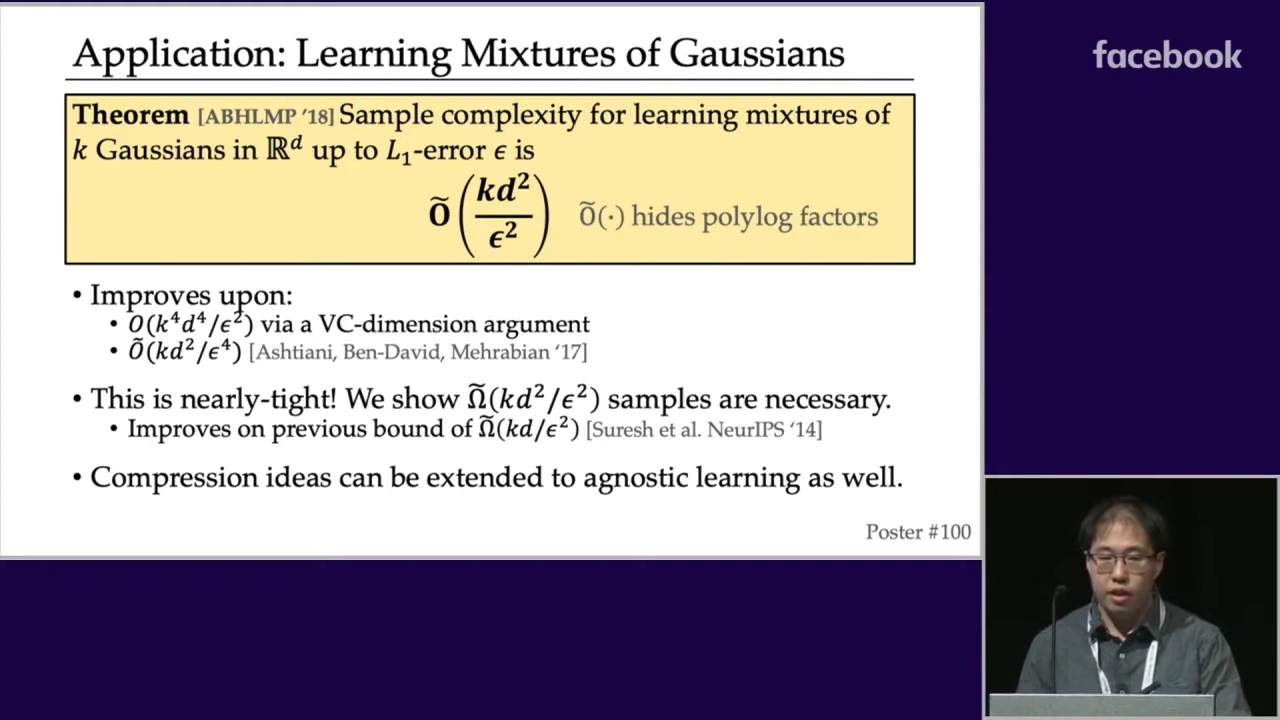 Application: Learning Mixtures of Gaussians
facebook
Theorem [ABHLMP '18] Sample complexity for learning mixtures of
k Gaussians in ℝᵈ up to L₁-error ϵ is
Õ(kd²/ϵ²) Õ(·) hides polylog factors
• Improves upon:
• O(k⁴d⁴/ϵ²) via a VC-dimension argument
• Õ(kd²/ϵ⁴) [Ashtiani, Ben-David, Mehrabian '17]
• This is nearly-tight! We show Ω̃(kd²/ϵ²) samples are necessary.
• Improves on previous bound of Ω̃(kd/ϵ²) [Suresh et al. NeurIPS '14]
• Compression ideas can be extended to agnostic learning as well.
Poster #100